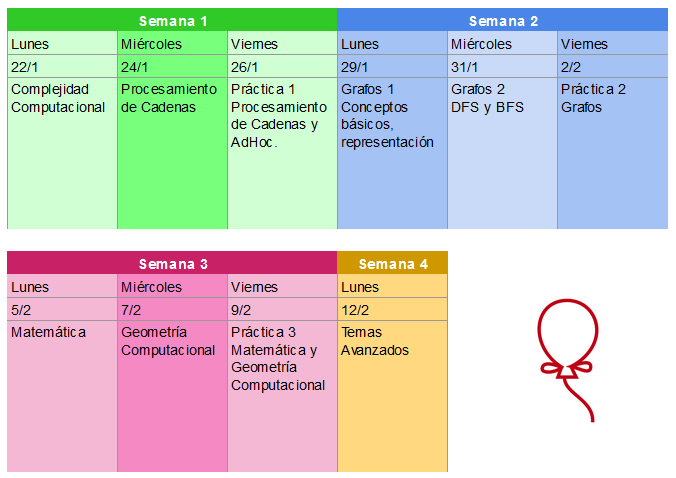 Semana 1
Semana 2
Lunes
Miércoles
Viernes
Lunes
Miércoles
Viernes
22/1
24/1
26/1
29/1
31/1
2/2
Complejidad
Computacional
Procesamiento
de Cadenas
Práctica 1
Procesamiento
de Cadenas y
AdHoc.
Grafos 1
Conceptos
básicos,
representación
Grafos 2
DFS y BFS
Práctica 2
Grafos
Semana 3
Semana 4
Lunes
Miércoles
Viernes
Lunes
5/2
7/2
9/2
12/2
Matemática
Geometría
Computacional
Práctica 3
Matemática y
Geometría
Computacional
Temas
Avanzados